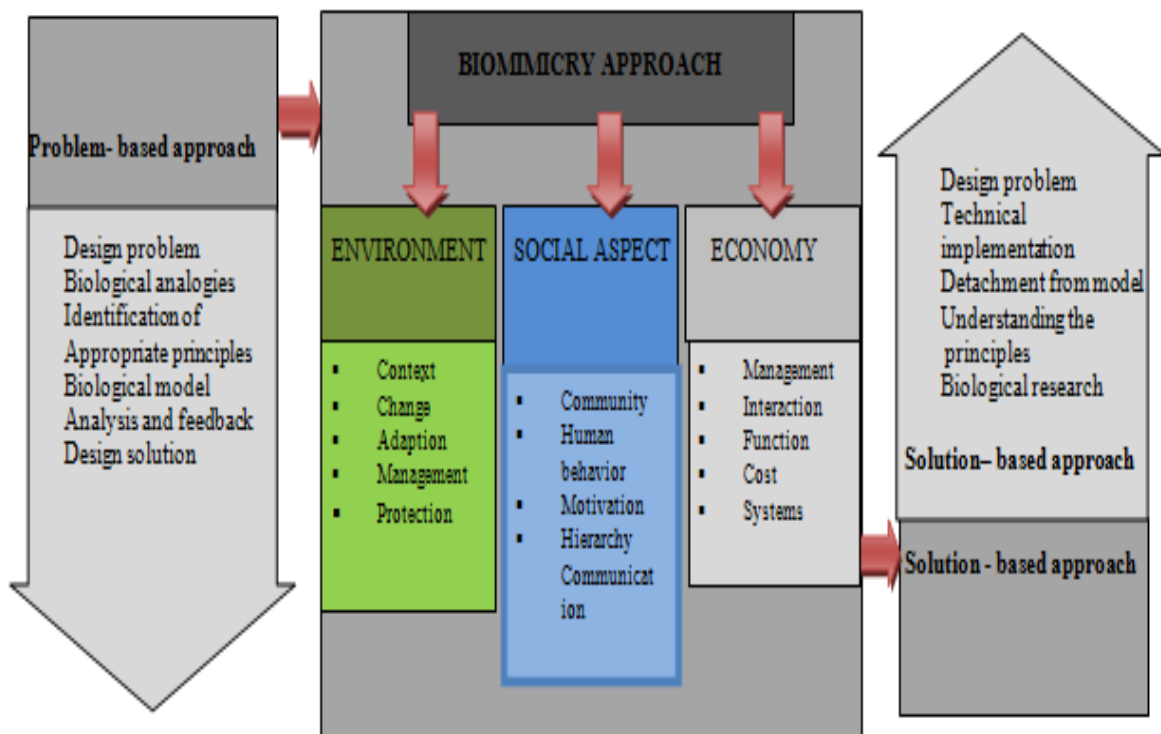 Problem- based approach
Design problem
Biological analogies
Identification of
Appropriate principles
Biological model
Analysis and feedback
Design solution
BIOMIMICRY APPROACH
ENVIRONMENT
▪ Context
▪ Change
▪ Adaption
▪ Management
▪ Protection
SOCIAL ASPECT
▪ Community
▪ Human
behavior
▪ Motivation
▪ Hierarchy
Communicat
ion
ECONOMY
▪ Management
▪ Interaction
▪ Function
▪ Cost
▪ Systems
Design problem
Technical
implementation
Detachment from model
Understanding the
principles
Biological research
Solution– based approach
Solution - based approach